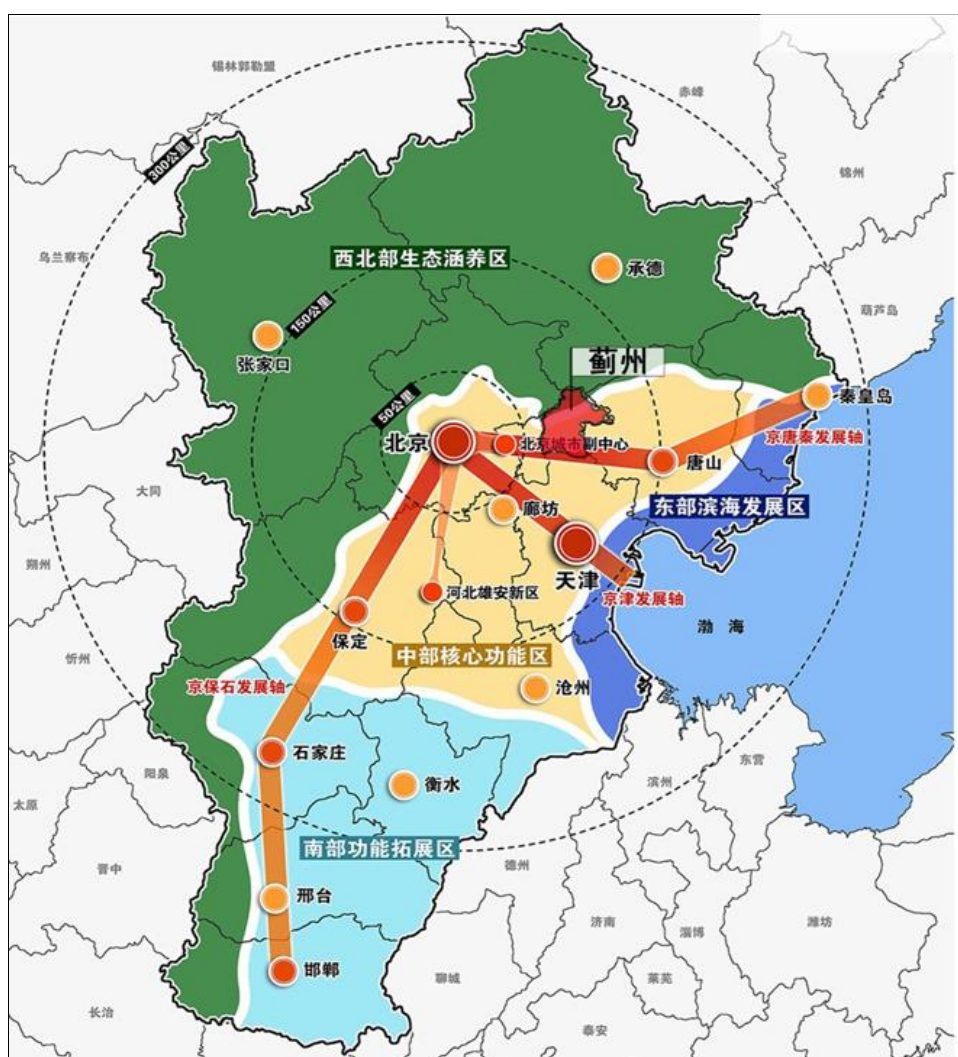 锡林郭勒盟
赤峰
300公里
锦州
乌兰察布
西北部生态涵养区
承德
葫芦岛
150公里
张家口
蓟州
50公里
秦皇岛
北京
北京城市副中心
京唐秦发展轴
唐山
大同
廊坊
东部滨海发展区
朔州
天津
河北雄安新区
京津发展轴
保定
渤海
中部核心功能区
忻州
京保石发展轴
沧州
石家庄
东营
阳泉
滨州
衡水
太原
南部功能拓展区
德州
晋中
邢台
济南
淄博
潍坊
邯郸
聊城
莱芜
长治
泰安